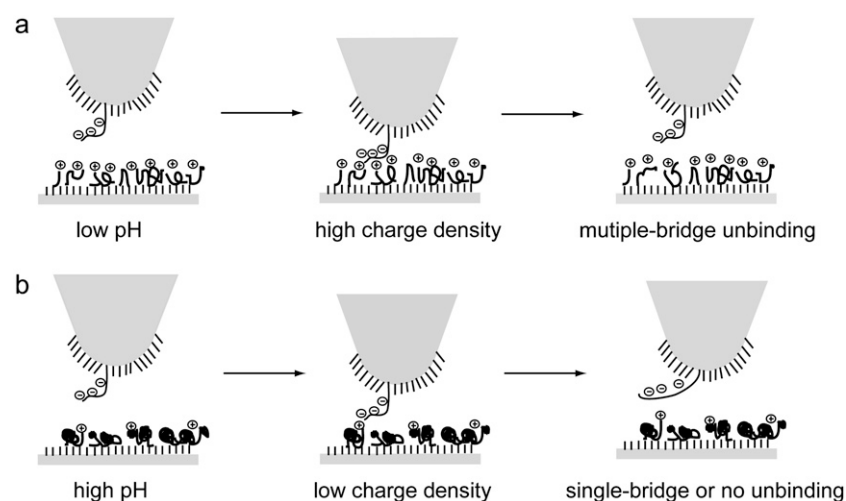 a
low pH
high charge density
mutiple-bridge unbinding
b
high pH
low charge density
single-bridge or no unbinding